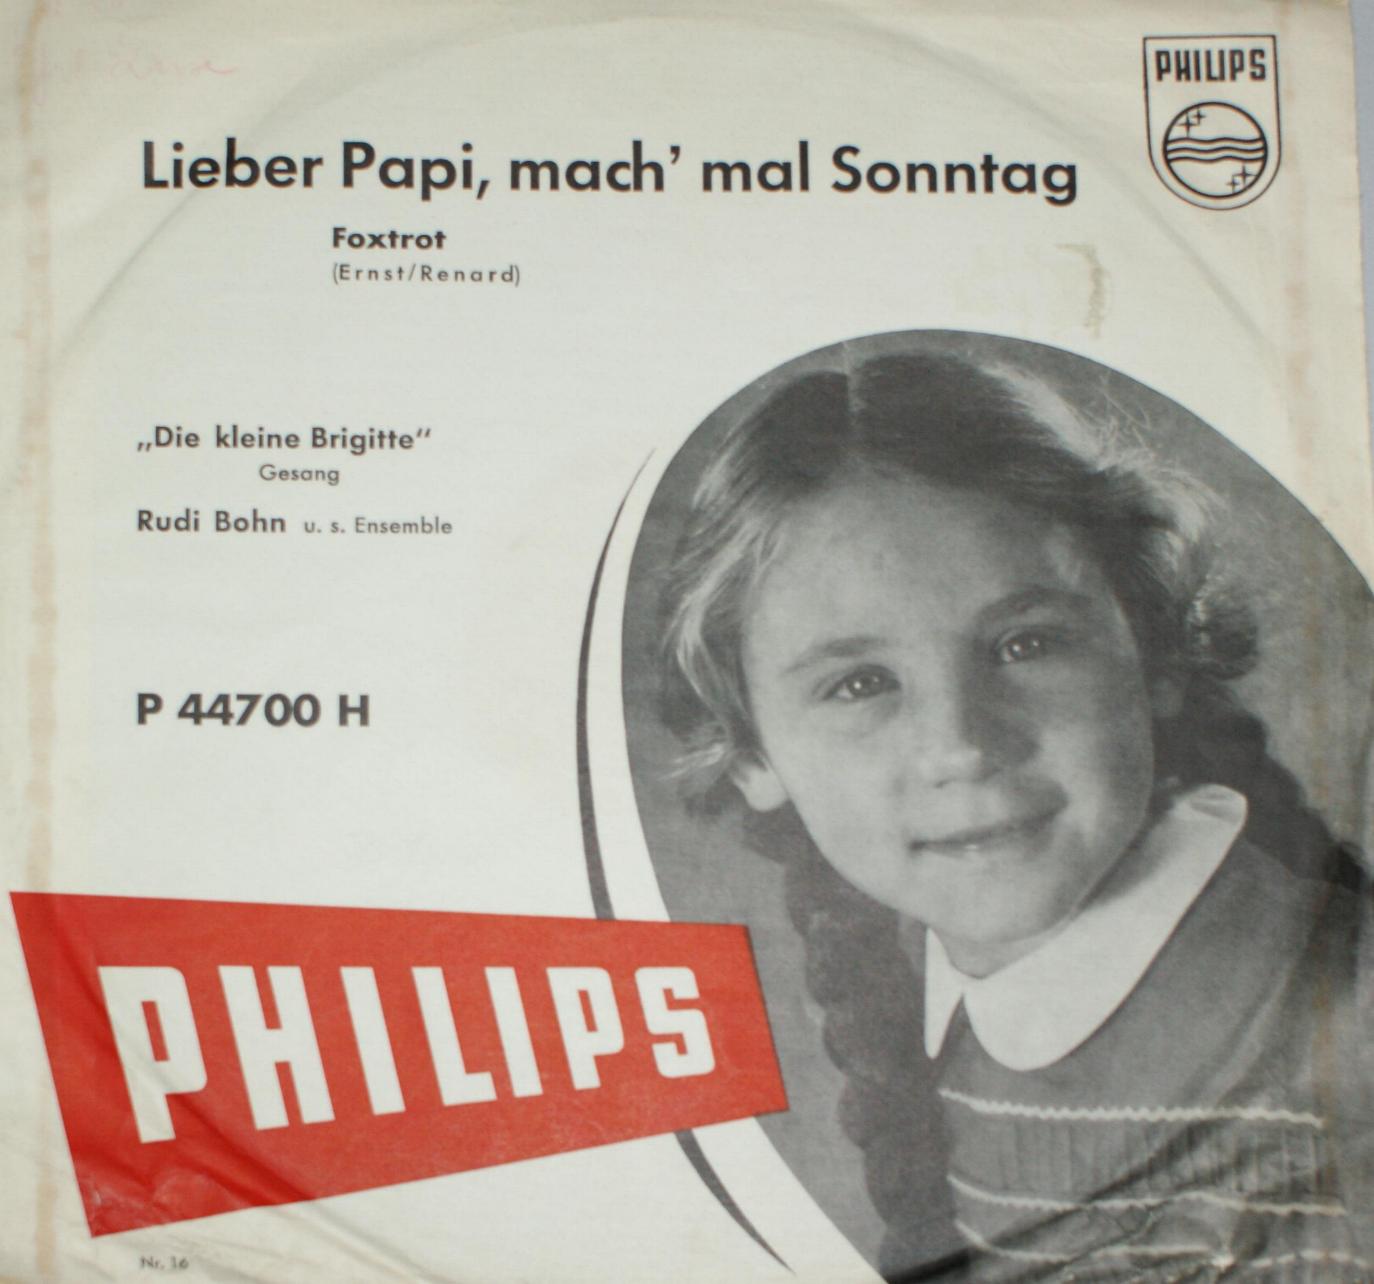 PHILIPS
Lieber Papi, mach’ mal Sonntag
Foxtrot
(Ernst/Renard)
„Die kleine Brigitte“
Gesang
Rudi Bohn u. s. Ensemble
P 44700 H
PHILIPS
Nr. 16